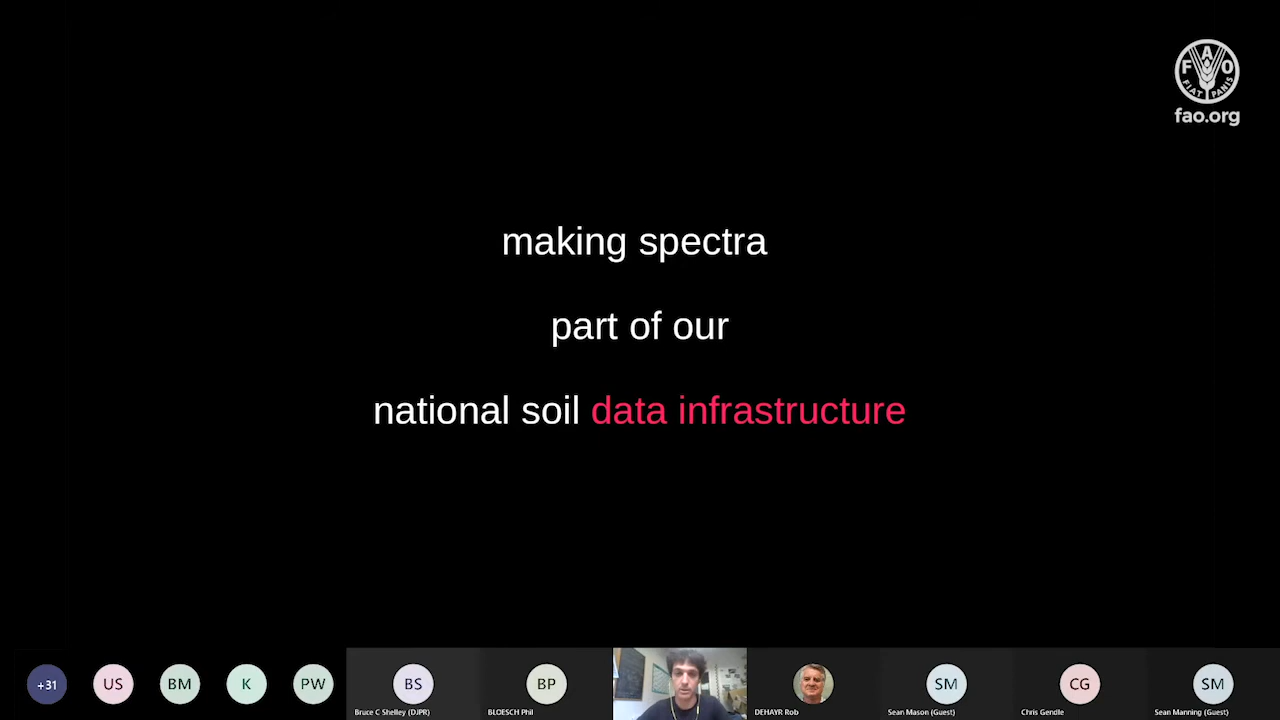 FAO
FIAT PANIS
fao.org
making spectra
part of our
national soil data infrastructure
+31
US
BM
K
PW
BS
BP
SM
CG
SM
Bruce C Shelley (DJPR)
BLOESCH Phil
DEHAYR Rob
Sean Mason (Guest)
Chris Gendle
Sean Manning (Guest)